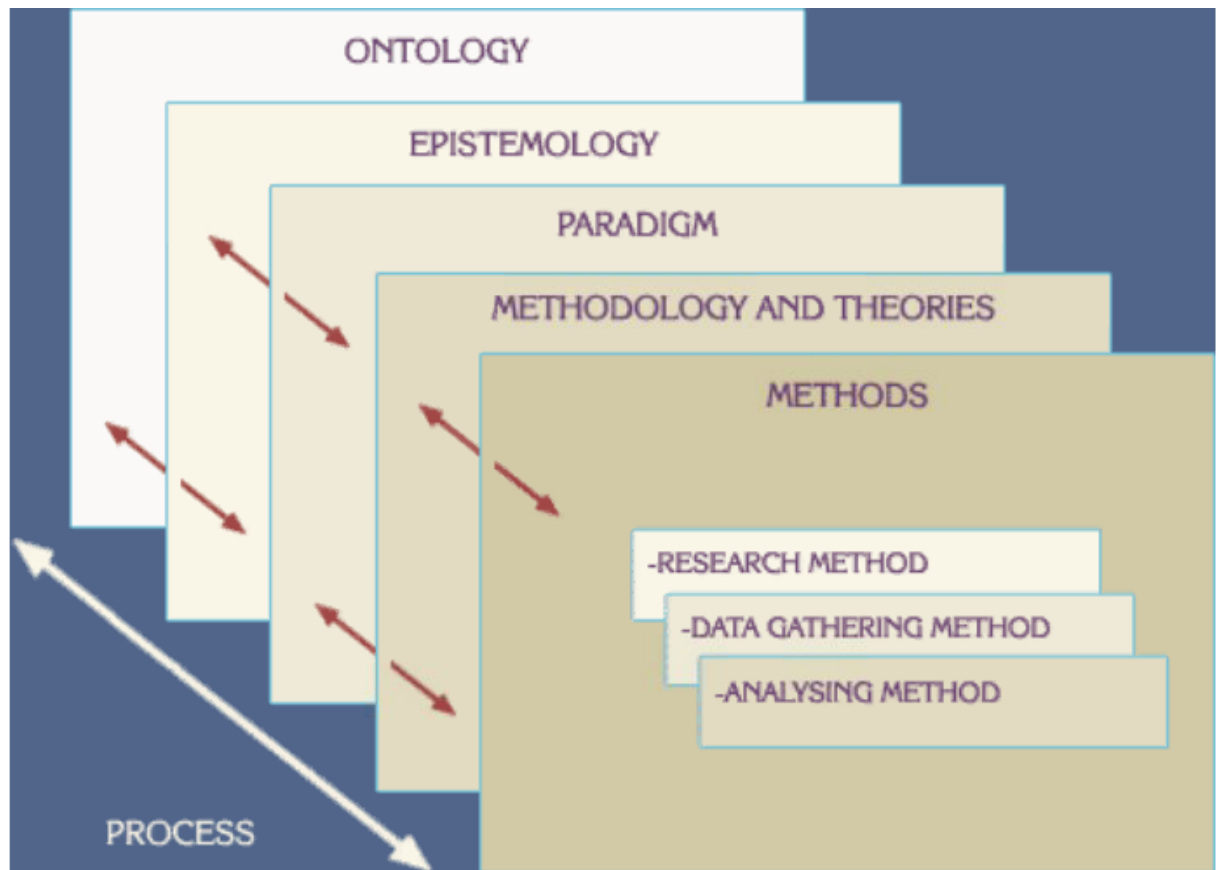 ONTOLOGY
EPISTEMOLOGY
PARADIGM
METHODOLOGY AND THEORIES
METHODS
-RESEARCH METHOD
-DATA GATHERING METHOD
-ANALYSING METHOD
PROCESS